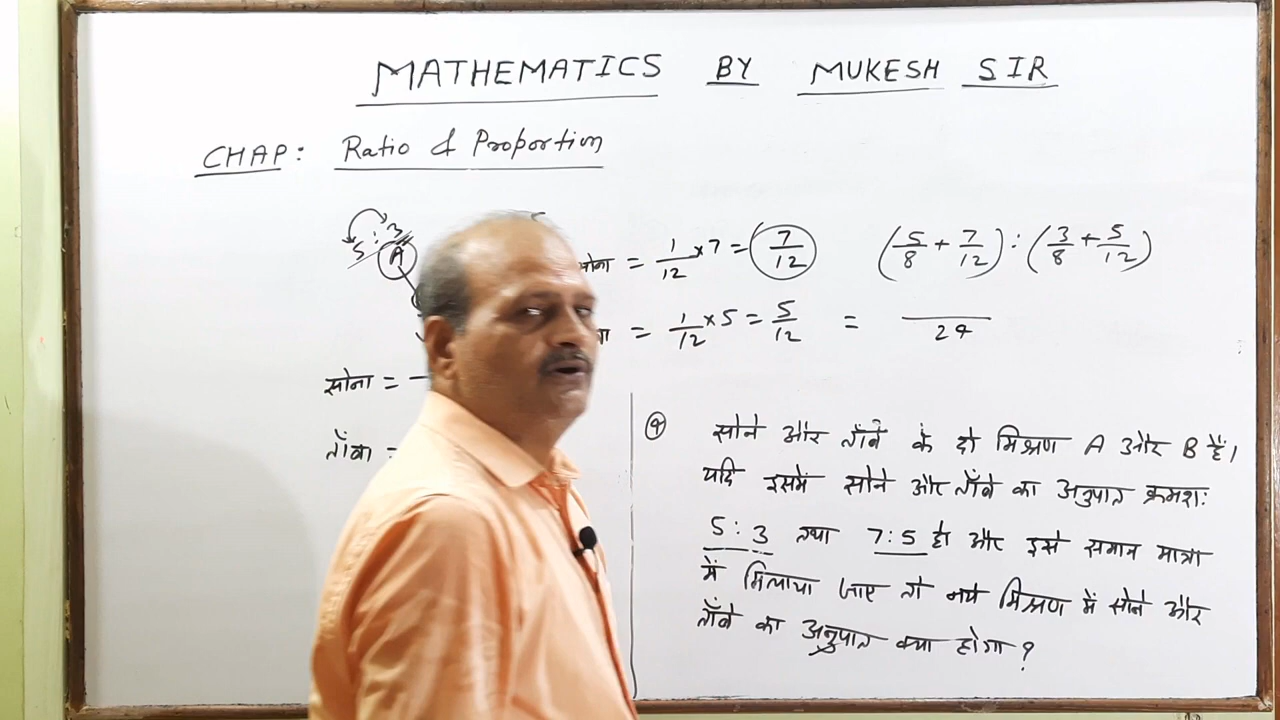 MATHEMATICS BY MUKESH SIR
CHAP: Ratio & Proportion
5 : 3
A
= 1/12 × 7 = 7/12
(5/8 + 7/12) : (3/8 + 5/12)
= 1/12 × 5 = 5/12
= —/24
सोना =
ताँबा =
Q सोने और ताँबे के दो मिश्रण A और B हैं।
यदि इसमें सोने और ताँबे का अनुपात क्रमशः
5 : 3 तथा 7 : 5 हो और इसे समान मात्रा
में मिलाया जाए तो नये मिश्रण में सोने और
ताँबे का अनुपात क्या होगा ?